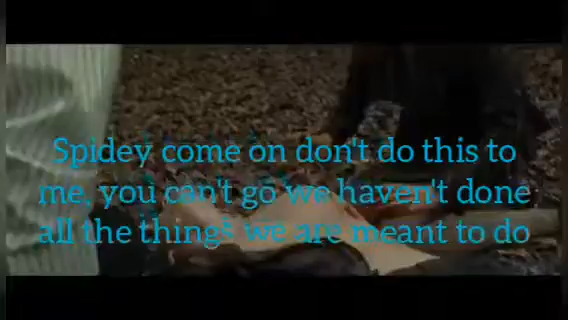 Spidey come on don't do this to
me, you can't go we haven't done
all the things we are meant to do